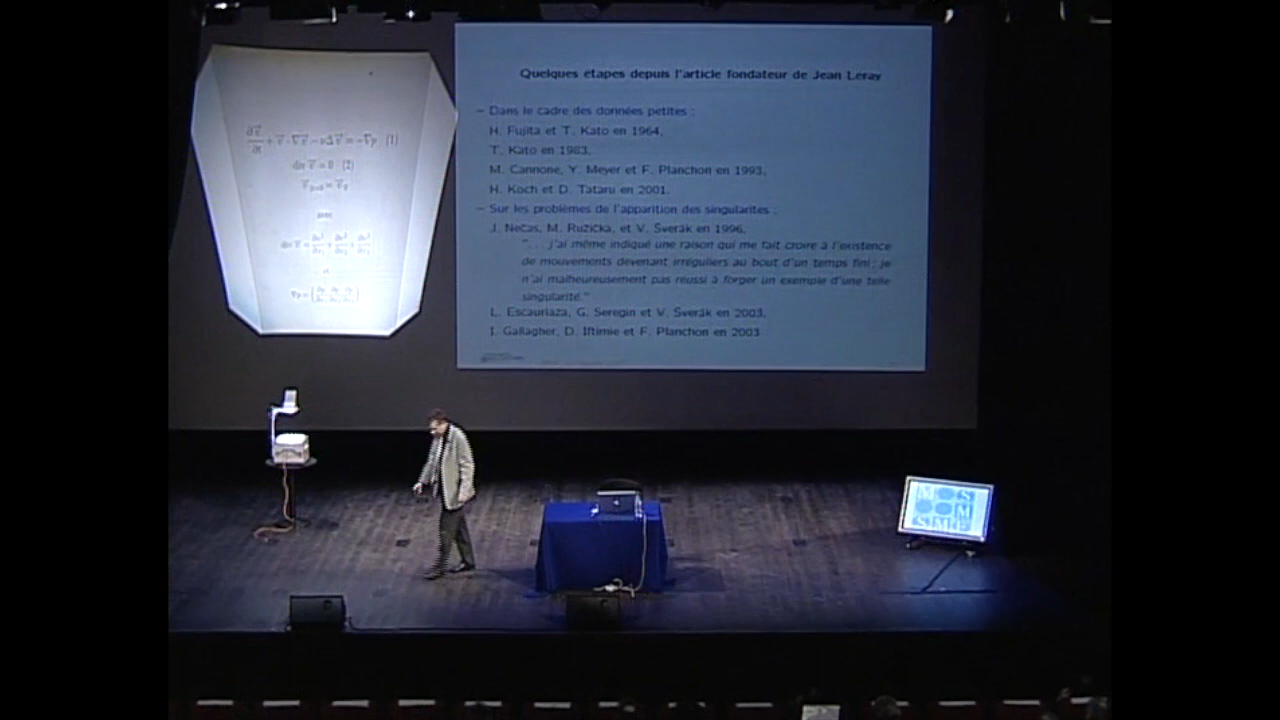 ∂v⃗/∂t + v⃗ · ∇v⃗ − νΔv⃗ = −∇p (1)
div v⃗ = 0 (2)
avec
et
Quelques étapes depuis l'article fondateur de Jean Leray
– Dans le cadre des données petites :
H. Fujita et T. Kato en 1964,
T. Kato en 1983,
M. Cannone, Y. Meyer et F. Planchon en 1993,
H. Koch et D. Tataru en 2001.
– Sur les problèmes de l'apparition des singularités :
J. Nečas, M. Ružička, et V. Šverák en 1996,
"... j'ai même indiqué une raison qui me fait croire à l'existence
de mouvements devenant irréguliers au bout d'un temps fini ; je
n'ai malheureusement pas réussi à forger un exemple d'une telle
singularité."
L. Escauriaza, G. Seregin et V. Šverák en 2003,
I. Gallagher, D. Iftimie et F. Planchon en 2003